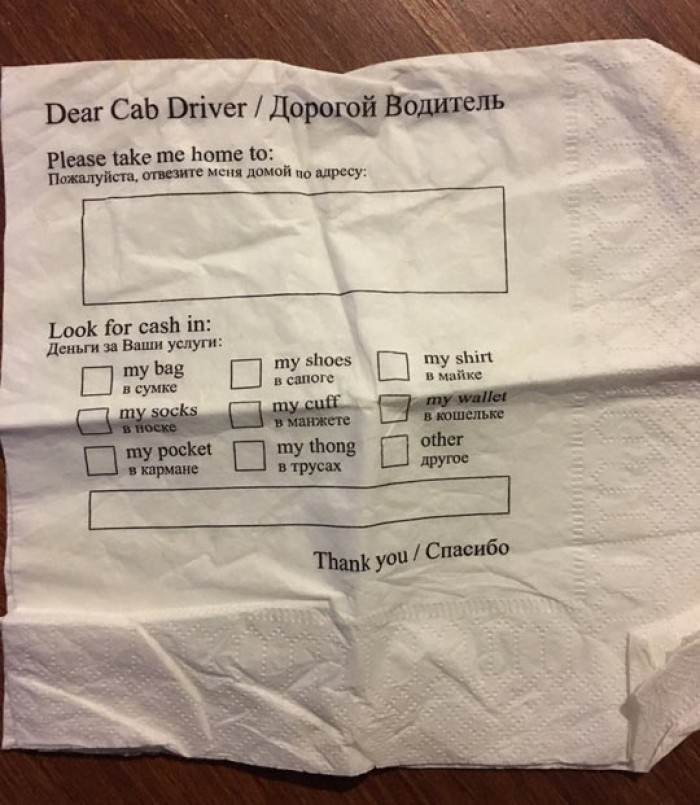 Dear Cab Driver / Дорогой Водитель
Please take me home to:
Пожалуйста, отвезите меня домой по адресу:
Look for cash in:
Деньги за Ваши услуги:
my bag my shoes my shirt
в сумке в сапоге в майке
my socks my cuff my wallet
в носке в манжете в кошельке
my pocket my thong other
в кармане в трусах другое
Thank you / Спасибо